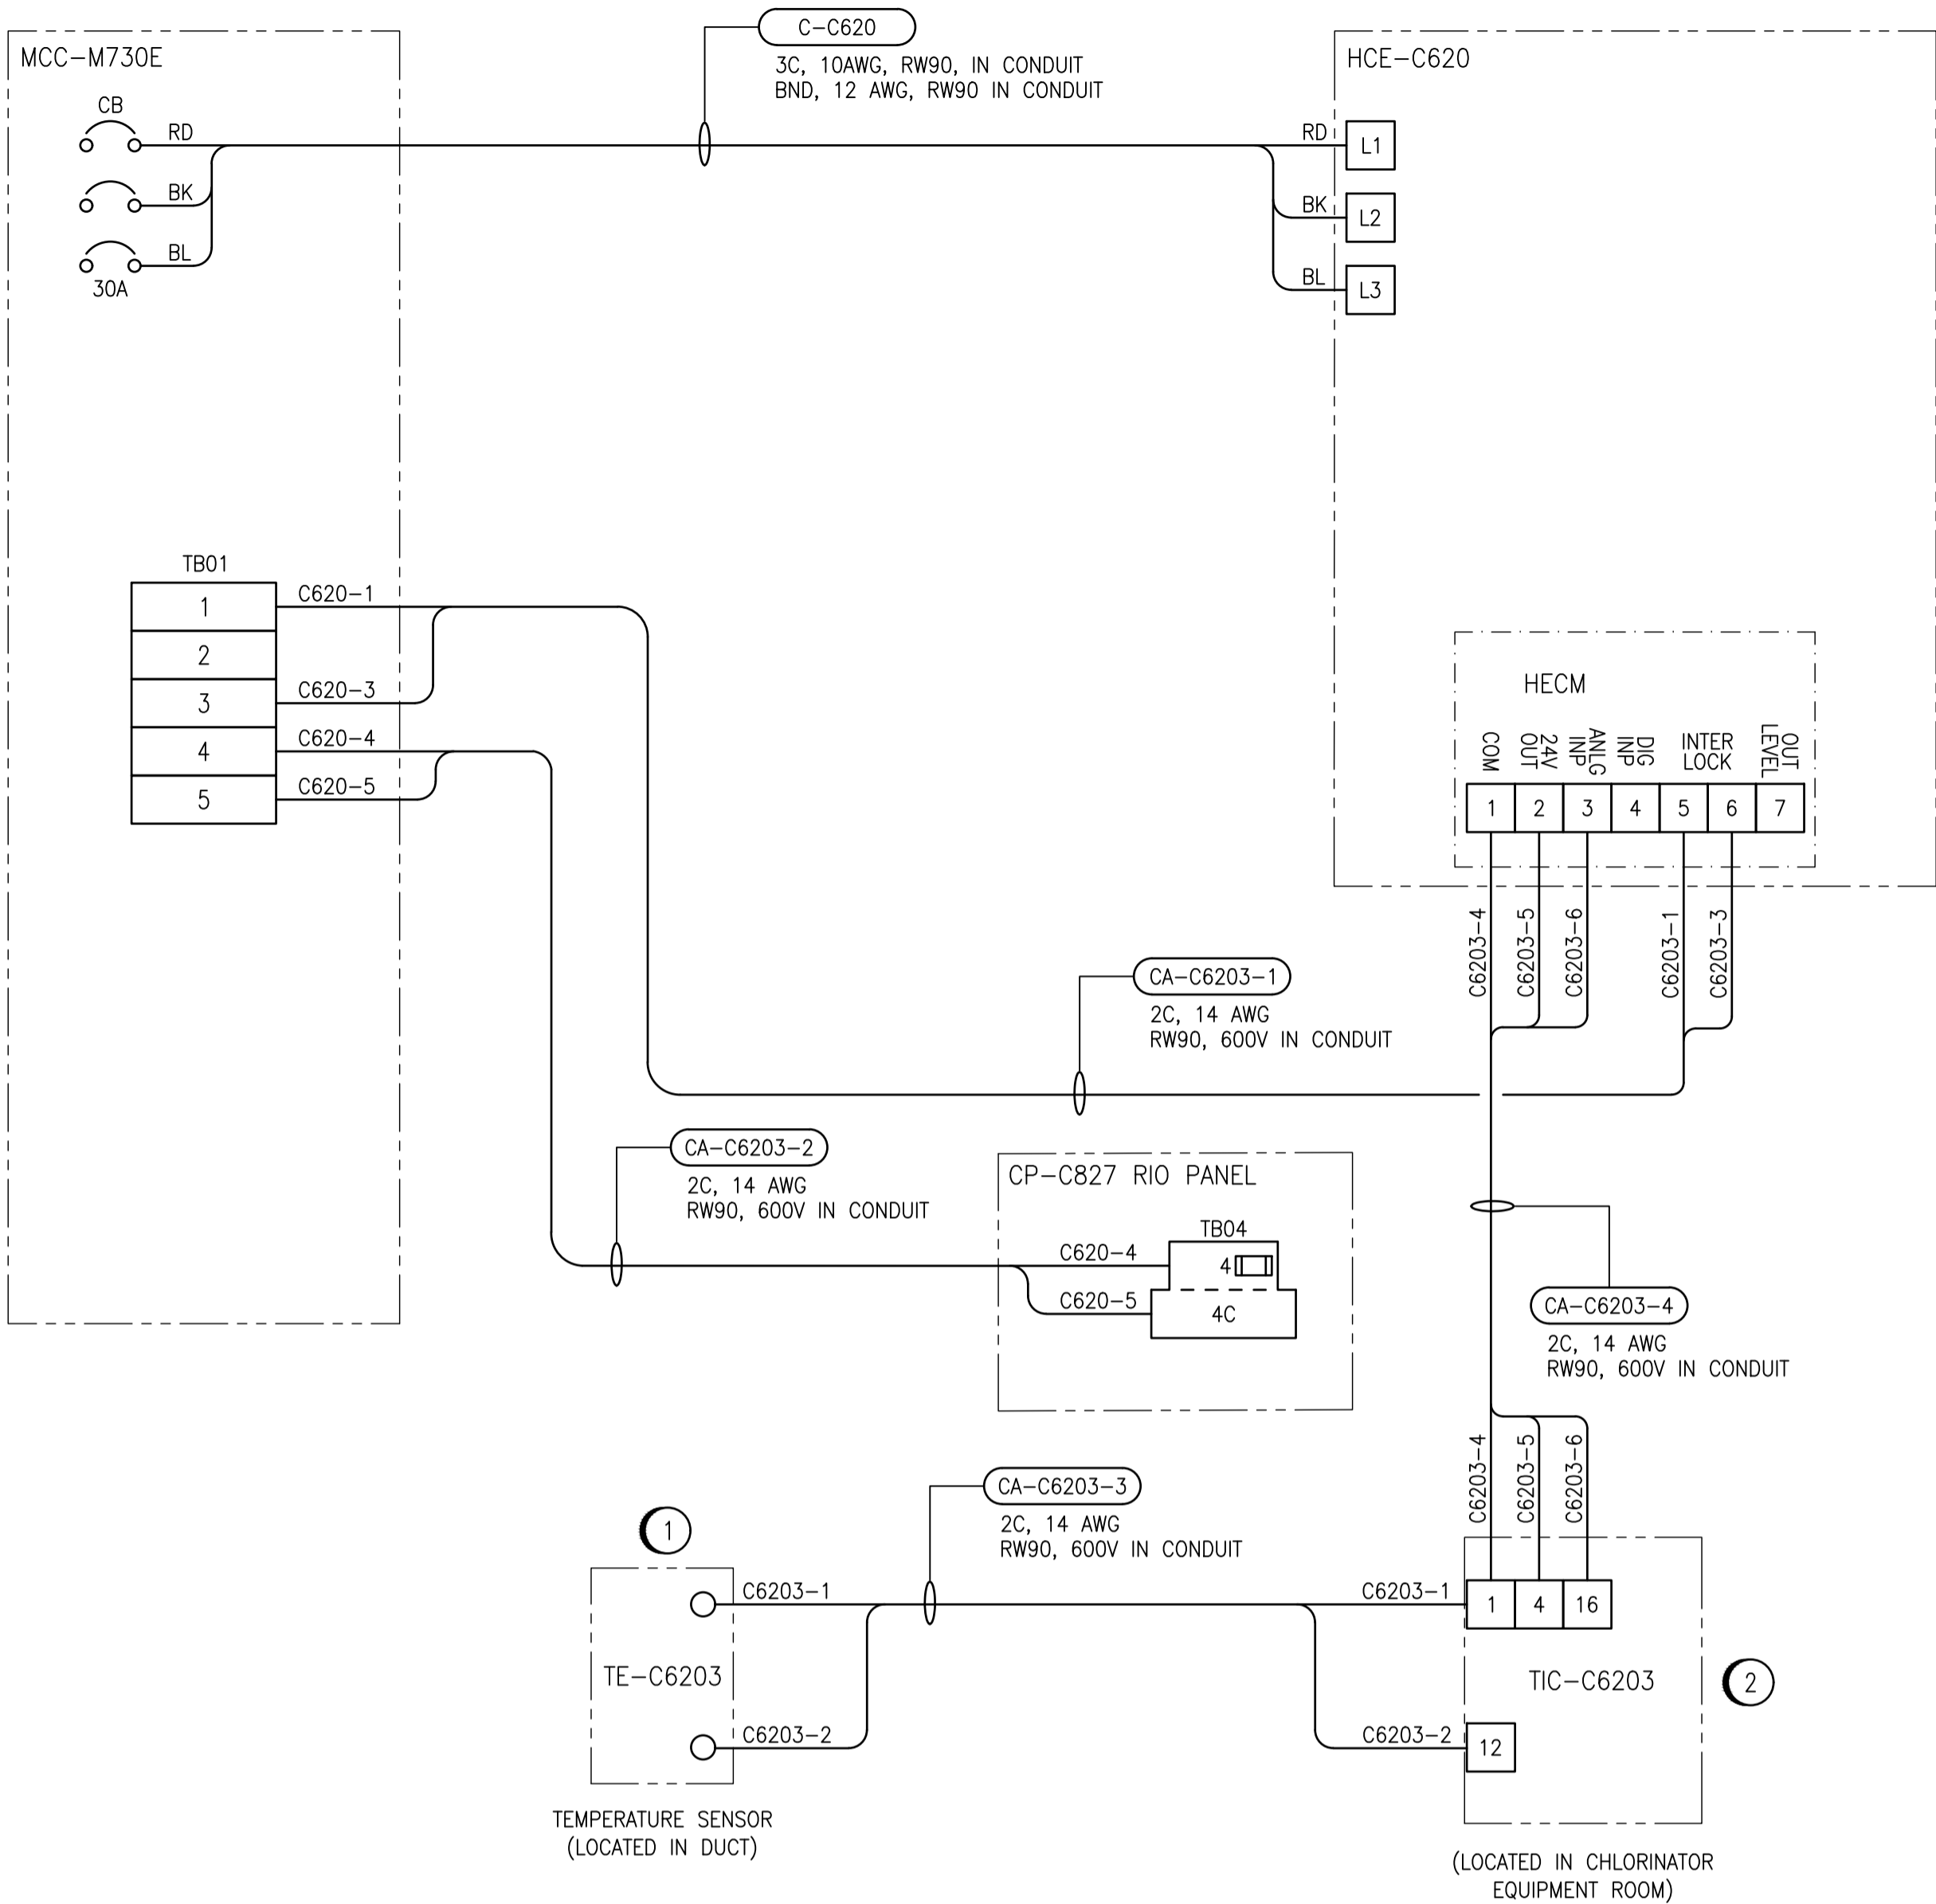 C-C620
3C, 10AWG, RW90, IN CONDUIT
BND, 12 AWG, RW90 IN CONDUIT
MCC-M730E
CB
RD
BK
BL
30A
HCE-C620
RD
L1
BK
L2
BL
L3
TB01
1
C620-1
2
3
C620-3
4
C620-4
5
C620-5
HECM
COM
24V
OUT
ANLG
INP
DIG
INP
INTER
LOCK
OUT
LEVEL
1
2
3
4
5
6
7
C6203-4
C6203-5
C6203-6
C6203-1
C6203-3
CA-C6203-1
2C, 14 AWG
RW90, 600V IN CONDUIT
CA-C6203-2
2C, 14 AWG
RW90, 600V IN CONDUIT
CP-C827 RIO PANEL
TB04
C620-4
4
C620-5
4C
CA-C6203-4
2C, 14 AWG
RW90, 600V IN CONDUIT
C6203-4
C6203-5
C6203-6
CA-C6203-3
2C, 14 AWG
RW90, 600V IN CONDUIT
1
C6203-1
TE-C6203
C6203-2
TEMPERATURE SENSOR
(LOCATED IN DUCT)
C6203-1
1
4
16
TIC-C6203
2
C6203-2
12
(LOCATED IN CHLORINATOR
EQUIPMENT ROOM)